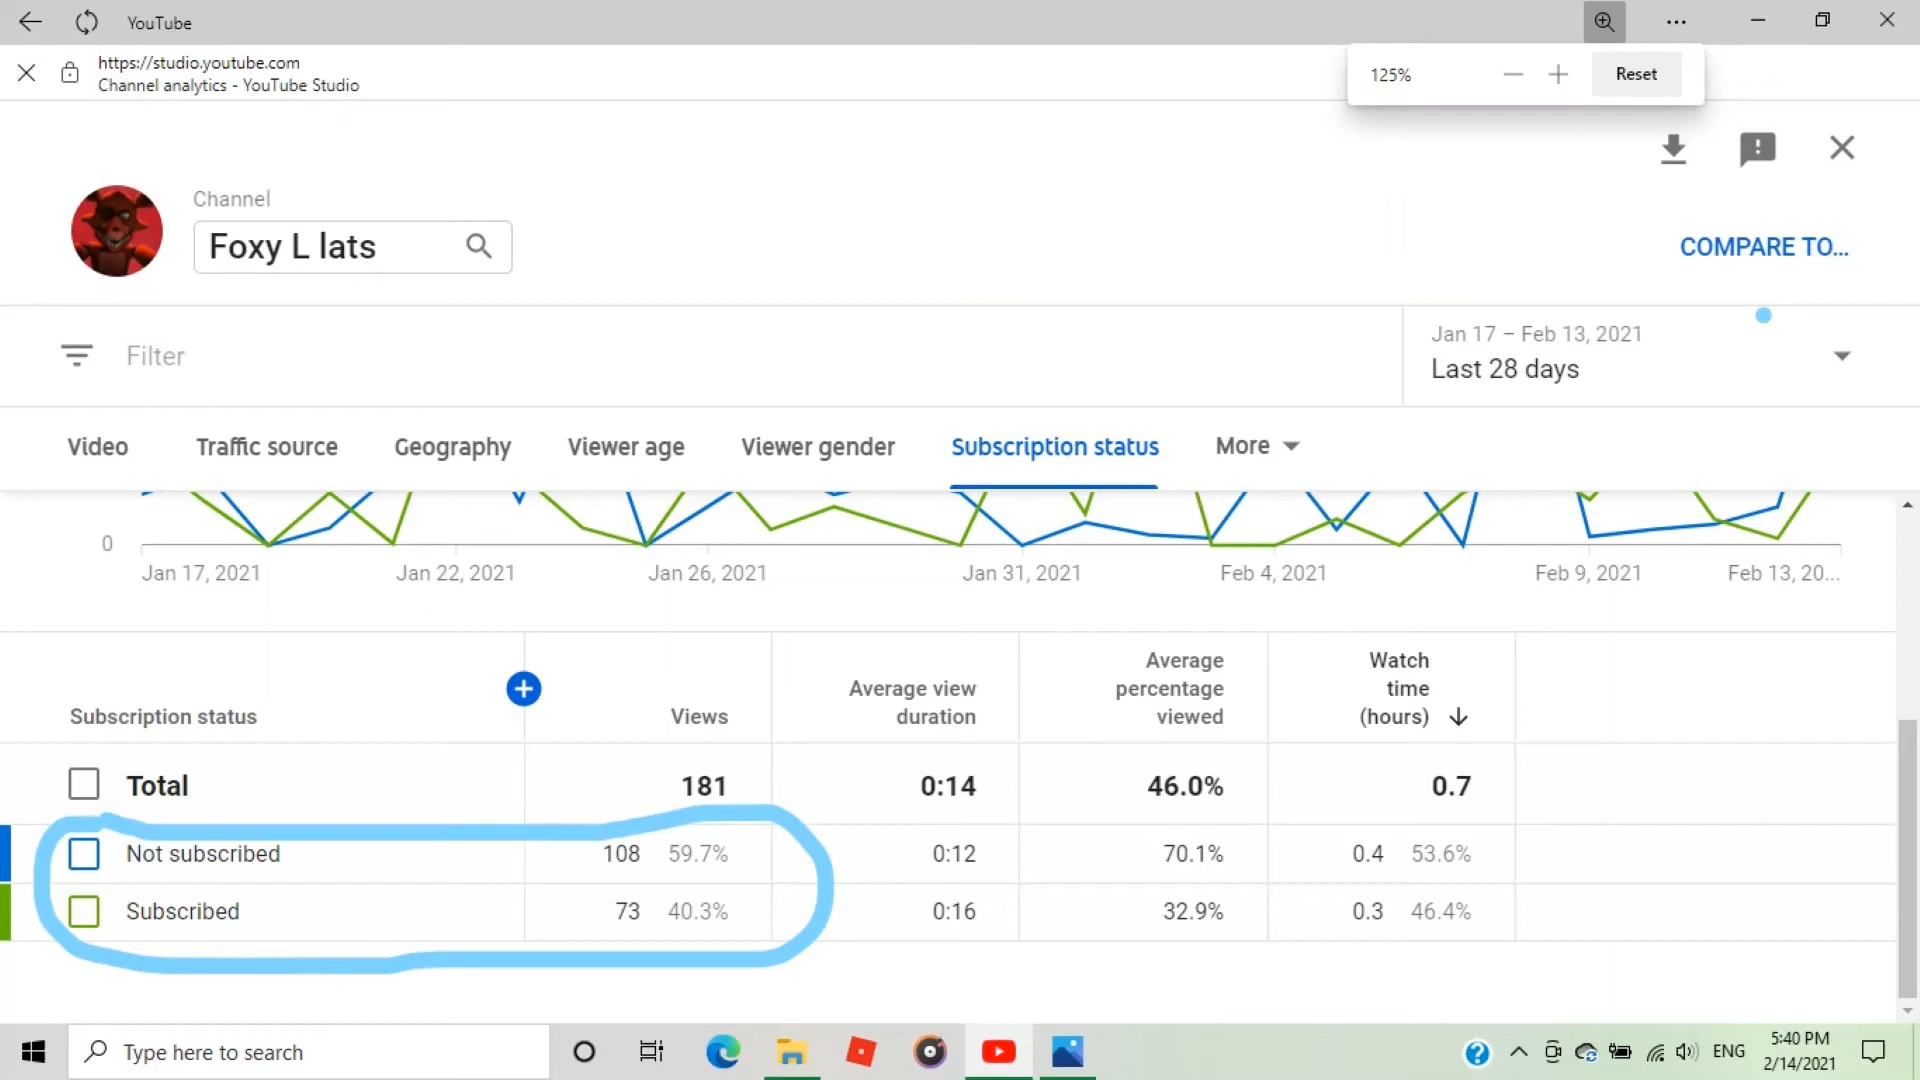 YouTube
https://studio.youtube.com
Channel analytics - YouTube Studio
125%
Reset
Channel
Foxy L lats
COMPARE TO...
Filter
Jan 17 – Feb 13, 2021
Last 28 days
Video Traffic source Geography Viewer age Viewer gender Subscription status More
0
Jan 17, 2021 Jan 22, 2021 Jan 26, 2021 Jan 31, 2021 Feb 4, 2021 Feb 9, 2021 Feb 13, 20...
Subscription status
Views
Average view
duration
Average
percentage
viewed
Watch
time
(hours)
Total 181 0:14 46.0% 0.7
Not subscribed 108 59.7% 0:12 70.1% 0.4 53.6%
Subscribed 73 40.3% 0:16 32.9% 0.3 46.4%
Type here to search
ENG
5:40 PM
2/14/2021